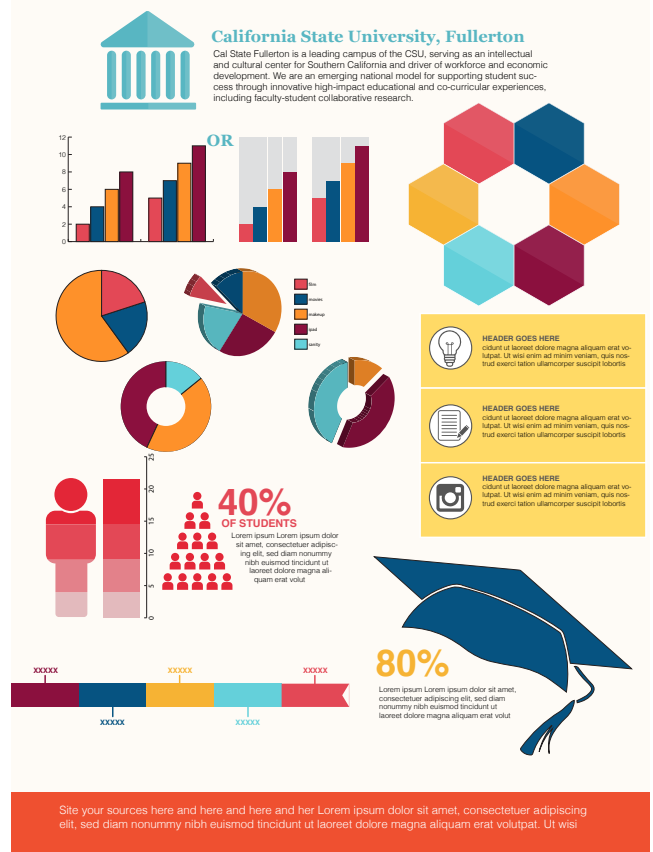 California State University, Fullerton
Cal State Fullerton is a leading campus of the CSU, serving as an intellectual
and cultural center for Southern California and driver of workforce and economic
development. We are an emerging national model for supporting student suc-
cess through innovative high-impact educational and co-curricular experiences,
including faculty-student collaborative research.
OR
12
10
8
6
4
2
0
film
movies
makeup
ipad
vanity
HEADER GOES HERE
cidunt ut laoreet dolore magna aliquam erat vo-
lutpat. Ut wisi enim ad minim veniam, quis nos-
trud exerci tation ullamcorper suscipit lobortis
HEADER GOES HERE
cidunt ut laoreet dolore magna aliquam erat vo-
lutpat. Ut wisi enim ad minim veniam, quis nos-
trud exerci tation ullamcorper suscipit lobortis
HEADER GOES HERE
cidunt ut laoreet dolore magna aliquam erat vo-
lutpat. Ut wisi enim ad minim veniam, quis nos-
trud exerci tation ullamcorper suscipit lobortis
25
20
15
10
5
0
40%
OF STUDENTS
Lorem ipsum Lorem ipsum dolor
sit amet, consectetuer adipisc-
ing elit, sed diam nonummy
nibh euismod tincidunt ut
laoreet dolore magna ali-
quam erat volut
80%
Lorem ipsum Lorem ipsum dolor sit amet,
consectetuer adipiscing elit, sed diam
nonummy nibh euismod tincidunt ut
laoreet dolore magna aliquam erat volut
xxxxx
xxxxx
xxxxx
xxxxx
xxxxx
Site your sources here and here and here and her Lorem ipsum dolor sit amet, consectetuer adipiscing
elit, sed diam nonummy nibh euismod tincidunt ut laoreet dolore magna aliquam erat volutpat. Ut wisi